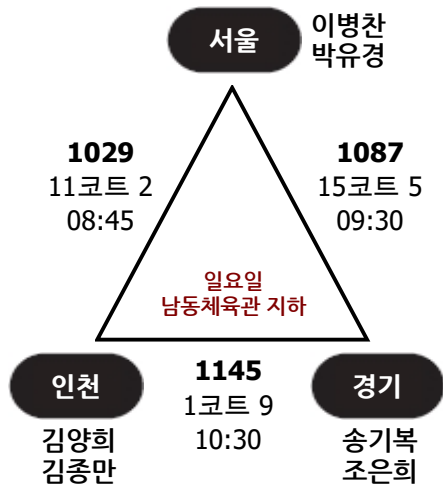 서울
이병찬
박유경
1029
11코트 2
08:45
1087
15코트 5
09:30
일요일
남동체육관 지하
인천
김양희
김종만
1145
1코트 9
10:30
경기
송기복
조은희